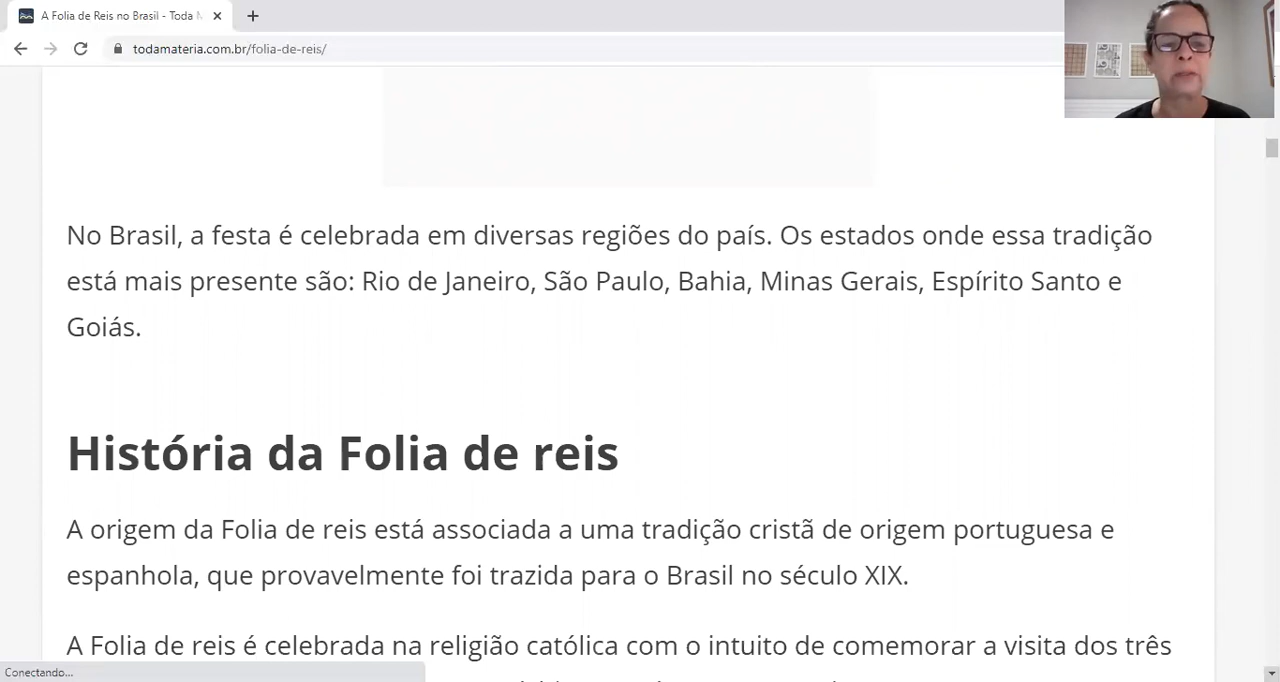 A Folia de Reis no Brasil - Toda M
todamateria.com.br/folia-de-reis/
No Brasil, a festa é celebrada em diversas regiões do país. Os estados onde essa tradição
está mais presente são: Rio de Janeiro, São Paulo, Bahia, Minas Gerais, Espírito Santo e
Goiás.
História da Folia de reis
A origem da Folia de reis está associada a uma tradição cristã de origem portuguesa e
espanhola, que provavelmente foi trazida para o Brasil no século XIX.
A Folia de reis é celebrada na religião católica com o intuito de comemorar a visita dos três
Conectando...